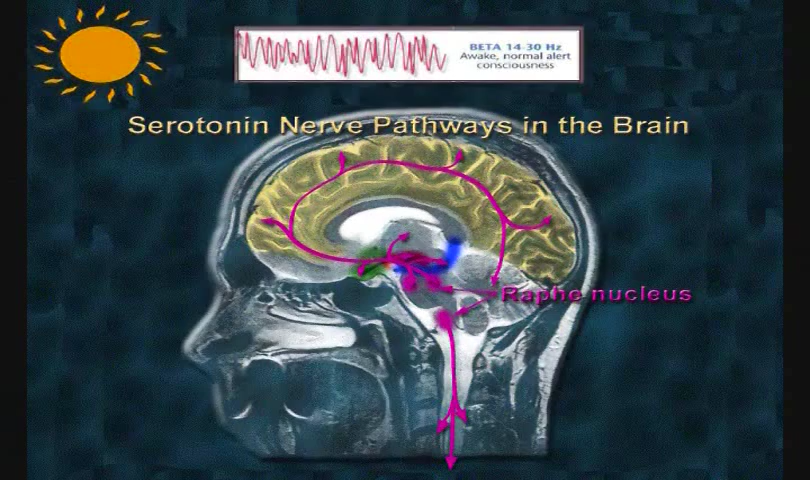 BETA 14-30 Hz
Awake, normal alert
consciousness
Serotonin Nerve Pathways in the Brain
Raphe nucleus